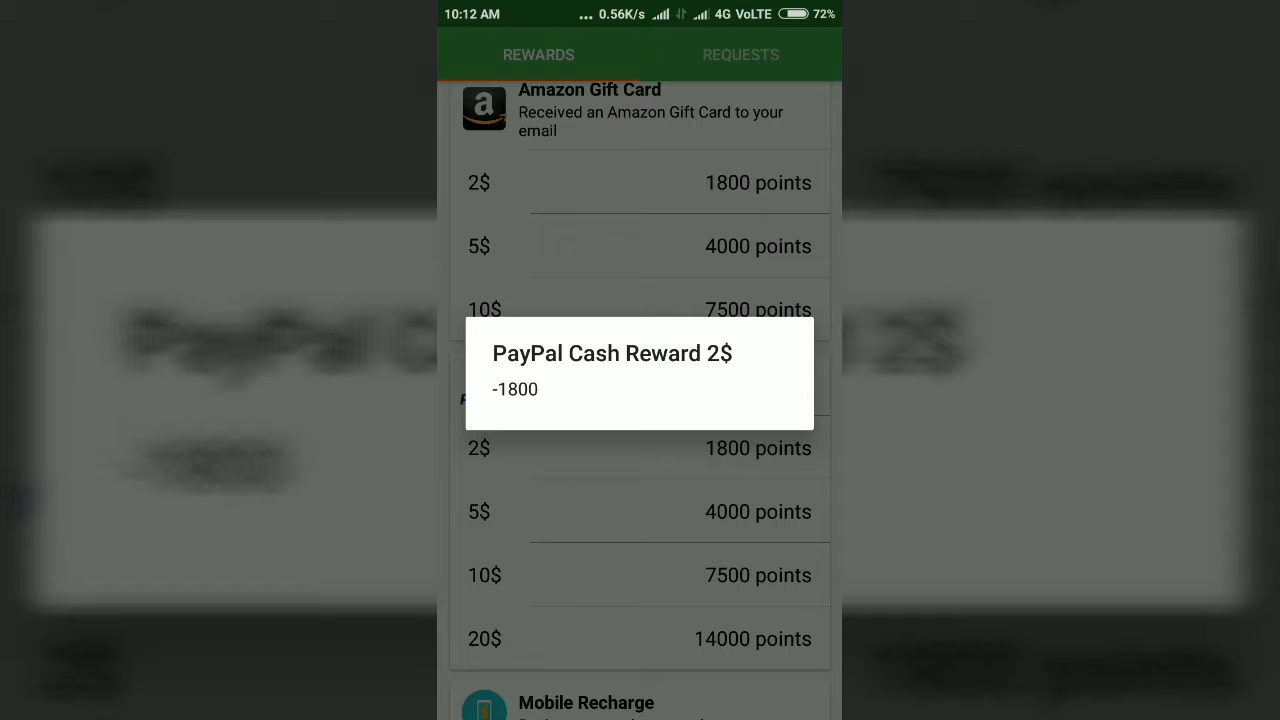 10:12 AM ... 0.56K/s 4G VoLTE 72%
REWARDS REQUESTS
Amazon Gift Card
Received an Amazon Gift Card to your
email
2$ 1800 points
5$ 4000 points
10$ 7500 points
PayPal Cash Reward 2$
-1800
2$ 1800 points
5$ 4000 points
10$ 7500 points
20$ 14000 points
Mobile Recharge